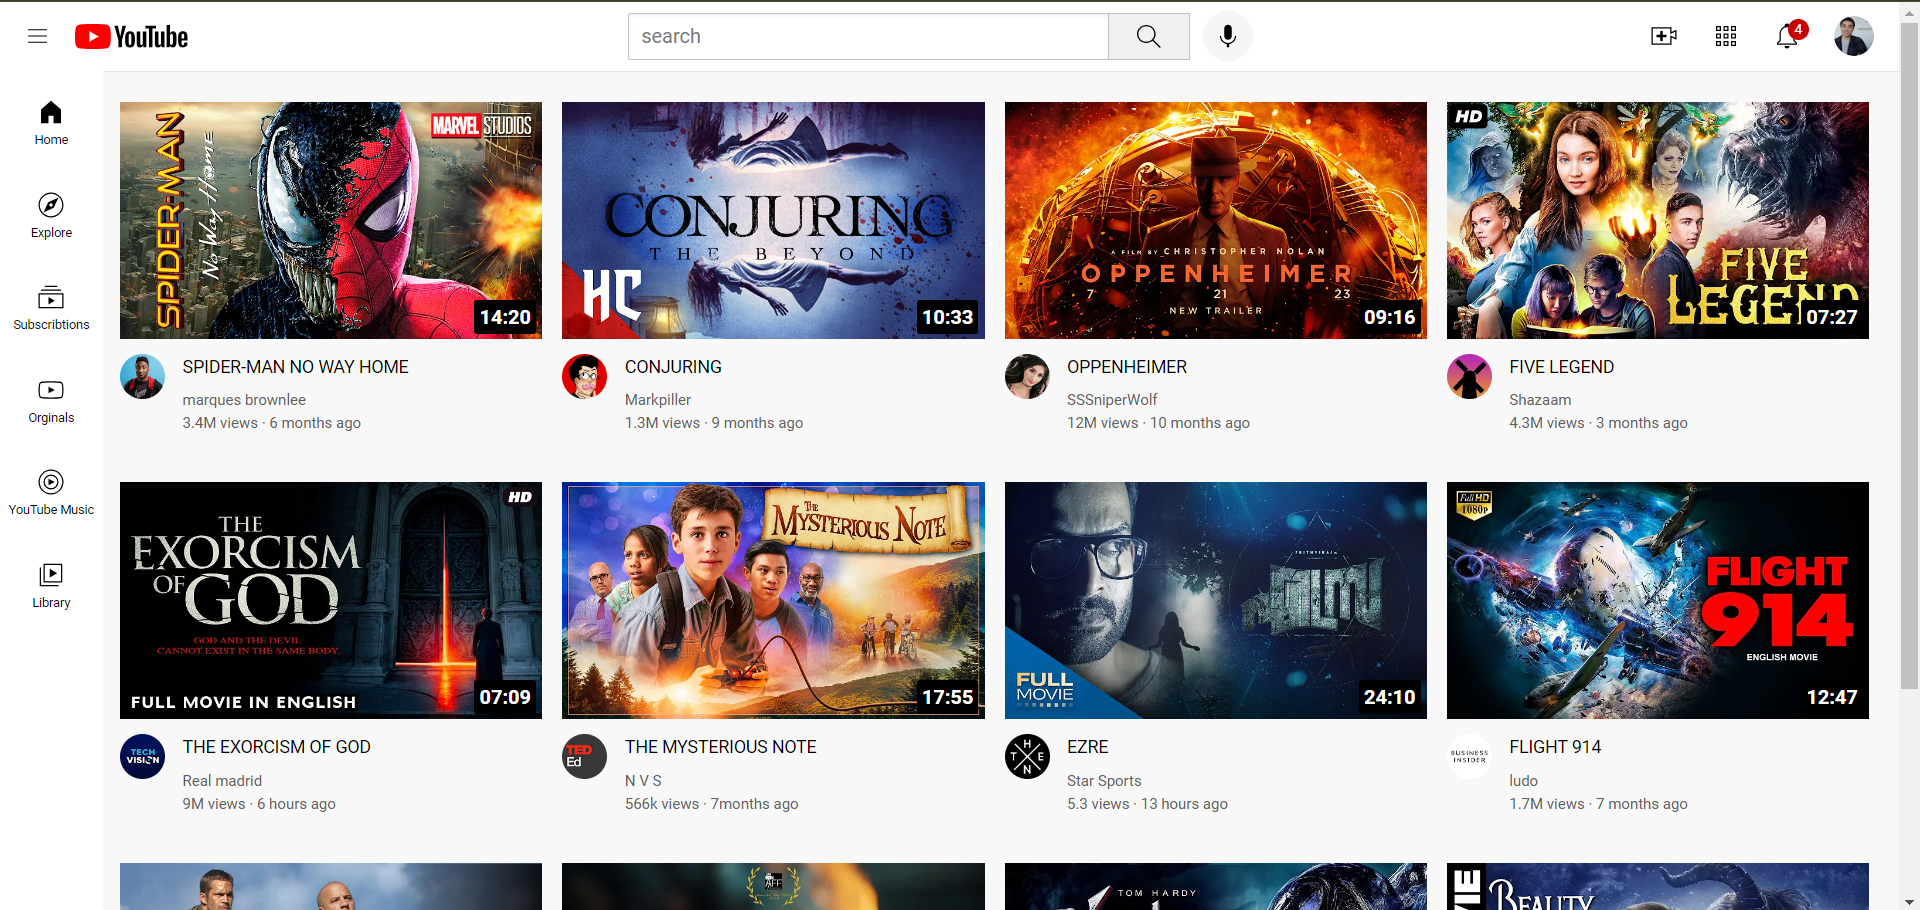 YouTube
search
4
Home
Explore
Subscribtions
Orginals
YouTube Music
Library
SPIDER-MAN
No Way Home
MARVEL STUDIOS
14:20
CONJURING
THE BEYOND
HC
10:33
A FILM BY CHRISTOPHER NOLAN
OPPENHEIMER
7 21 23
NEW TRAILER
09:16
HD
FIVE
LEGEND
07:27
SPIDER-MAN NO WAY HOME
marques brownlee
3.4M views · 6 months ago
CONJURING
Markpiller
1.3M views · 9 months ago
OPPENHEIMER
SSSniperWolf
12M views · 10 months ago
FIVE LEGEND
Shazaam
4.3M views · 3 months ago
HD
THE
EXORCISM
OF GOD
GOD AND THE DEVIL
CANNOT EXIST IN THE SAME BODY
FULL MOVIE IN ENGLISH
07:09
THE
MYSTERIOUS NOTE
17:55
PRITHVIRAJ
FULL
MOVIE
24:10
Full HD
1080p
FLIGHT
914
ENGLISH MOVIE
12:47
TECH
VISION
THE EXORCISM OF GOD
Real madrid
9M views · 6 hours ago
TED
Ed
THE MYSTERIOUS NOTE
N V S
566k views · 7months ago
H
T E
N
EZRE
Star Sports
5.3 views · 13 hours ago
BUSINESS
INSIDER
FLIGHT 914
ludo
1.7M views · 7 months ago
AFF
TOM HARDY
BEAUTY